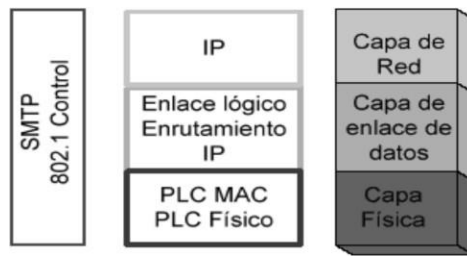 SMTP
802.1 Control
IP
Enlace lógico
Enrutamiento
IP
PLC MAC
PLC Físico
Capa de
Red
Capa de
enlace de
datos
Capa
Física